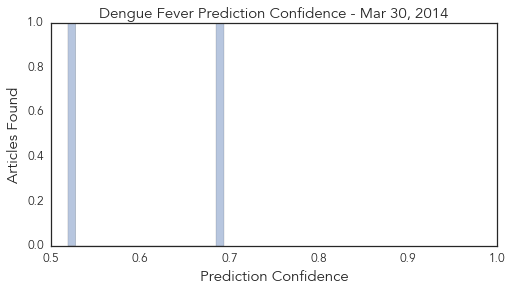 Dengue Fever Prediction Confidence - Mar 30, 2014
1.0
0.8
0.6
0.4
0.2
0.0
Articles Found
0.5 0.6 0.7 0.8 0.9 1.0
Prediction Confidence